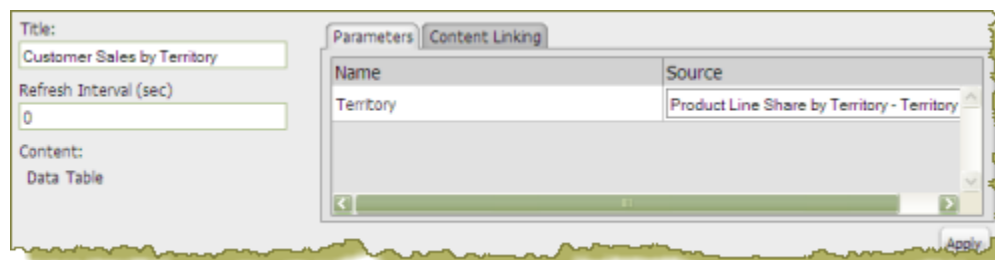 Title:
Customer Sales by Territory
Refresh Interval (sec)
0
Content:
Data Table
Parameters Content Linking
Name Source
Territory Product Line Share by Territory - Territory
Apply